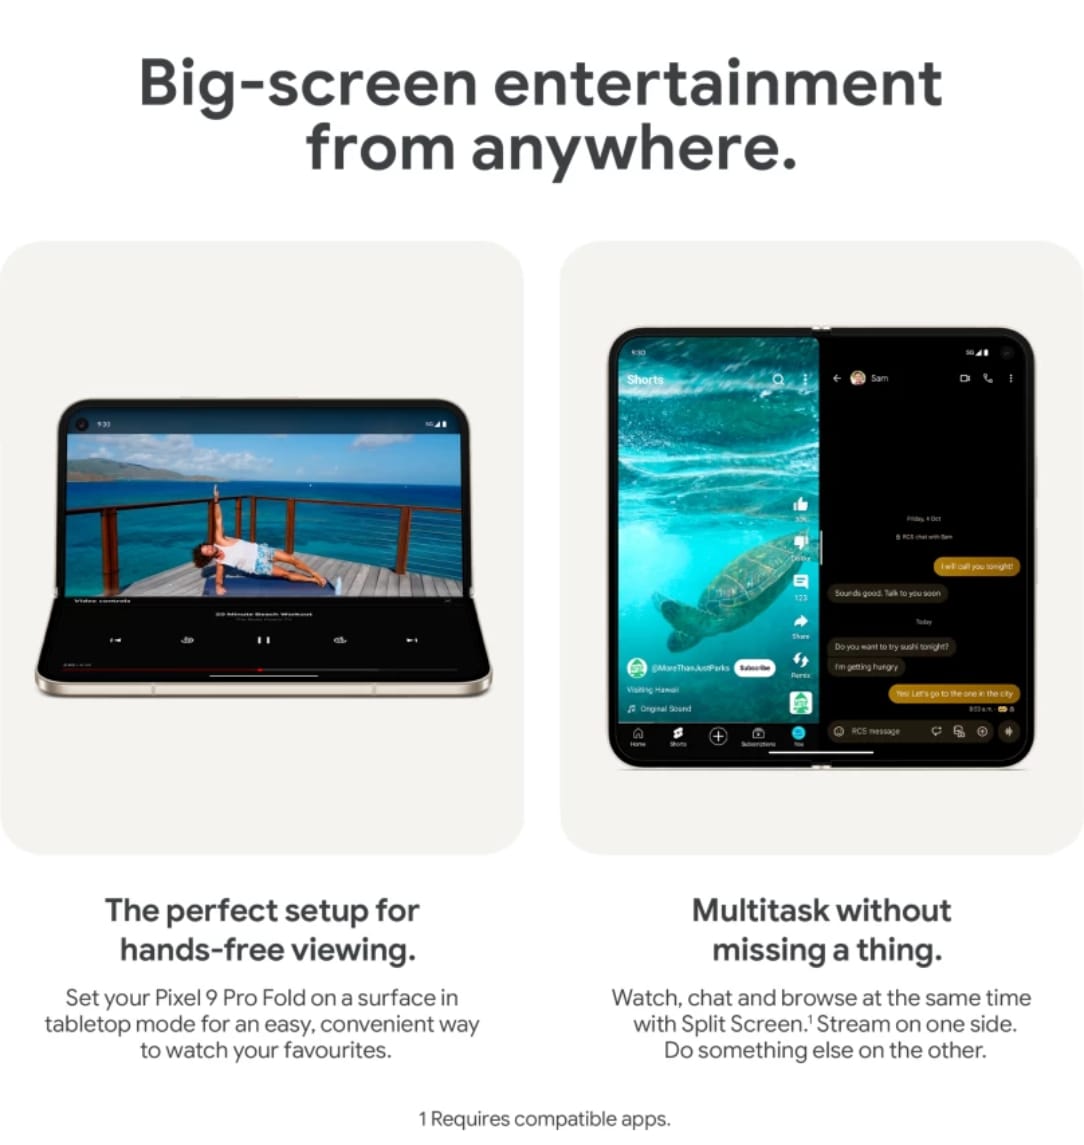 Big-screen entertainment
from anywhere.
9:30
5G
Video controls
20 Minute Beach Workout
9:30
5G
Shorts
Sam
Friday, 4 Oct
RCS chat with Sam
I will call you tonight!
Sounds good. Talk to you soon
Today
Do you want to try sushi tonight?
I'm getting hungry
Yes! Let's go to the one in the city
Dislike
123
Share
Remix
@MoreThanJustParks
Subscribe
Visiting Hawaii
Original Sound
RCS message
Home
Shorts
Subscriptions
You
The perfect setup for
hands-free viewing.
Set your Pixel 9 Pro Fold on a surface in
tabletop mode for an easy, convenient way
to watch your favourites.
Multitask without
missing a thing.
Watch, chat and browse at the same time
with Split Screen.¹ Stream on one side.
Do something else on the other.
1 Requires compatible apps.